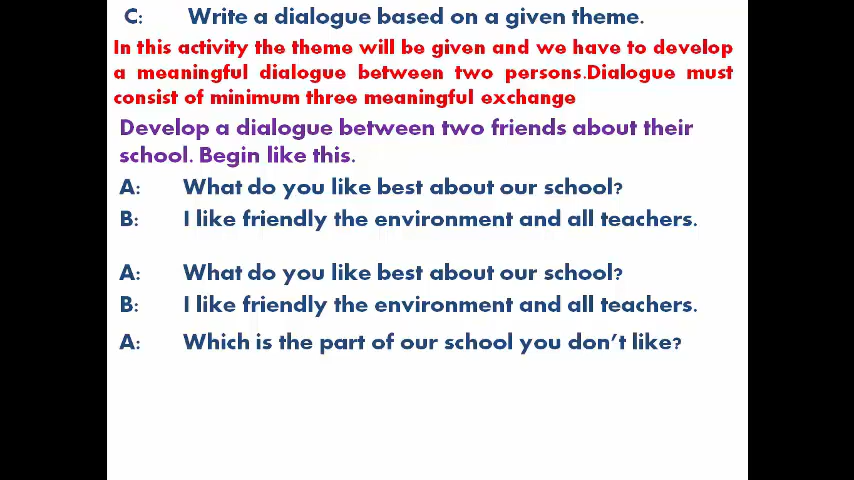 C: Write a dialogue based on a given theme.
In this activity the theme will be given and we have to develop
a meaningful dialogue between two persons.Dialogue must
consist of minimum three meaningful exchange
Develop a dialogue between two friends about their
school. Begin like this.
A: What do you like best about our school?
B: I like friendly the environment and all teachers.
A: What do you like best about our school?
B: I like friendly the environment and all teachers.
A: Which is the part of our school you don't like?